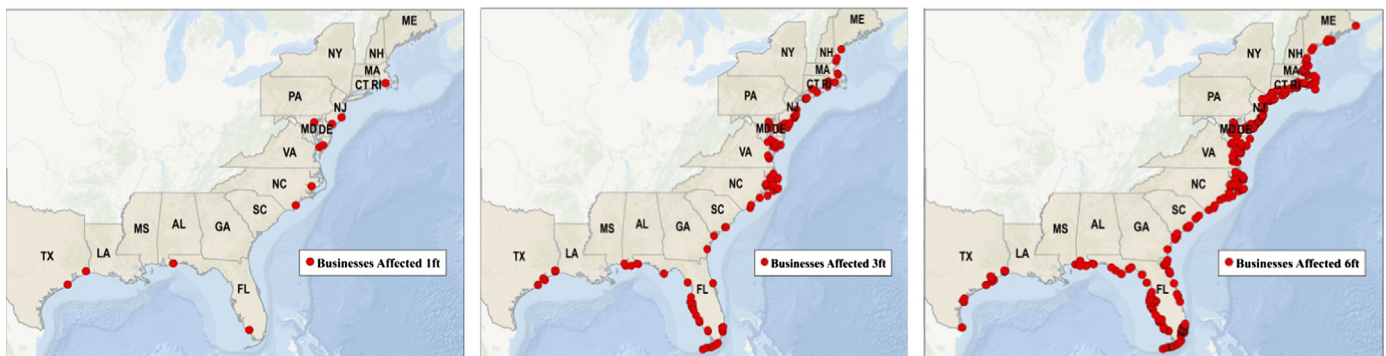 ME
NY
NH
MA
CT RI
PA
NJ
MD DE
VA
NC
SC
MS
AL
GA
TX
LA
FL
Businesses Affected 1ft
ME
NY
NH
MA
CT RI
PA
NJ
MD DE
VA
NC
SC
MS
AL
GA
TX
LA
FL
Businesses Affected 3ft
ME
NY
NH
MA
CT RI
PA
NJ
MD DE
VA
NC
SC
MS
AL
GA
TX
LA
FL
Businesses Affected 6ft